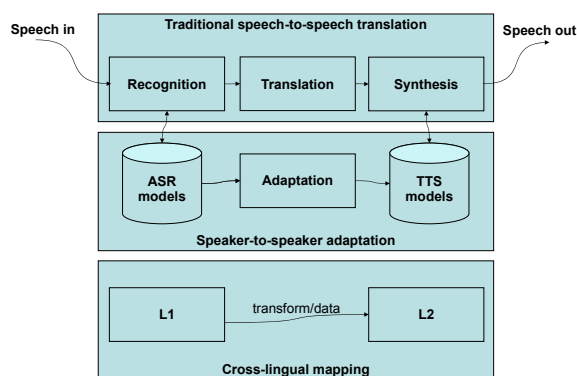 Traditional speech-to-speech translation
Speech in
Speech out
Recognition
Translation
Synthesis
ASR
models
Adaptation
TTS
models
Speaker-to-speaker adaptation
L1
transform/data
L2
Cross-lingual mapping